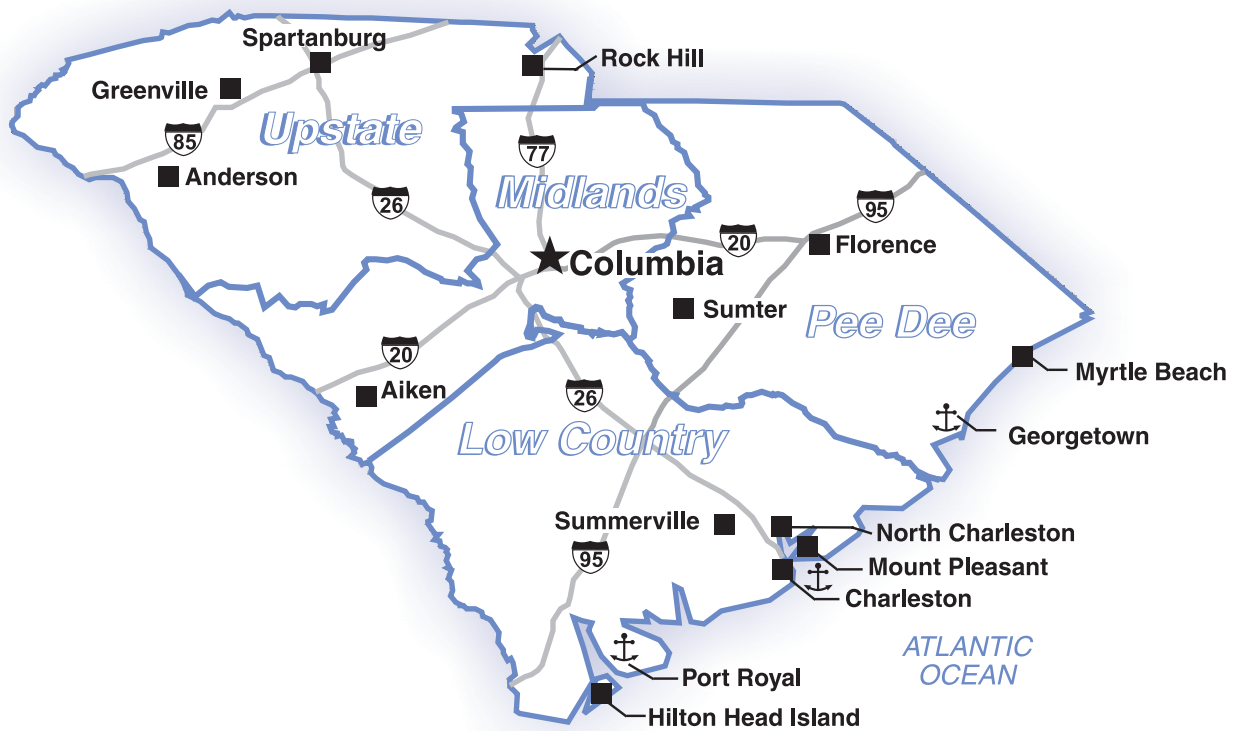 Spartanburg
Rock Hill
Greenville
Upstate
85
77
Anderson
Midlands
26
95
20
Florence
Columbia
Sumter
Pee Dee
20
Myrtle Beach
Aiken
26
Low Country
Georgetown
Summerville
North Charleston
95
Mount Pleasant
Charleston
ATLANTIC
OCEAN
Port Royal
Hilton Head Island